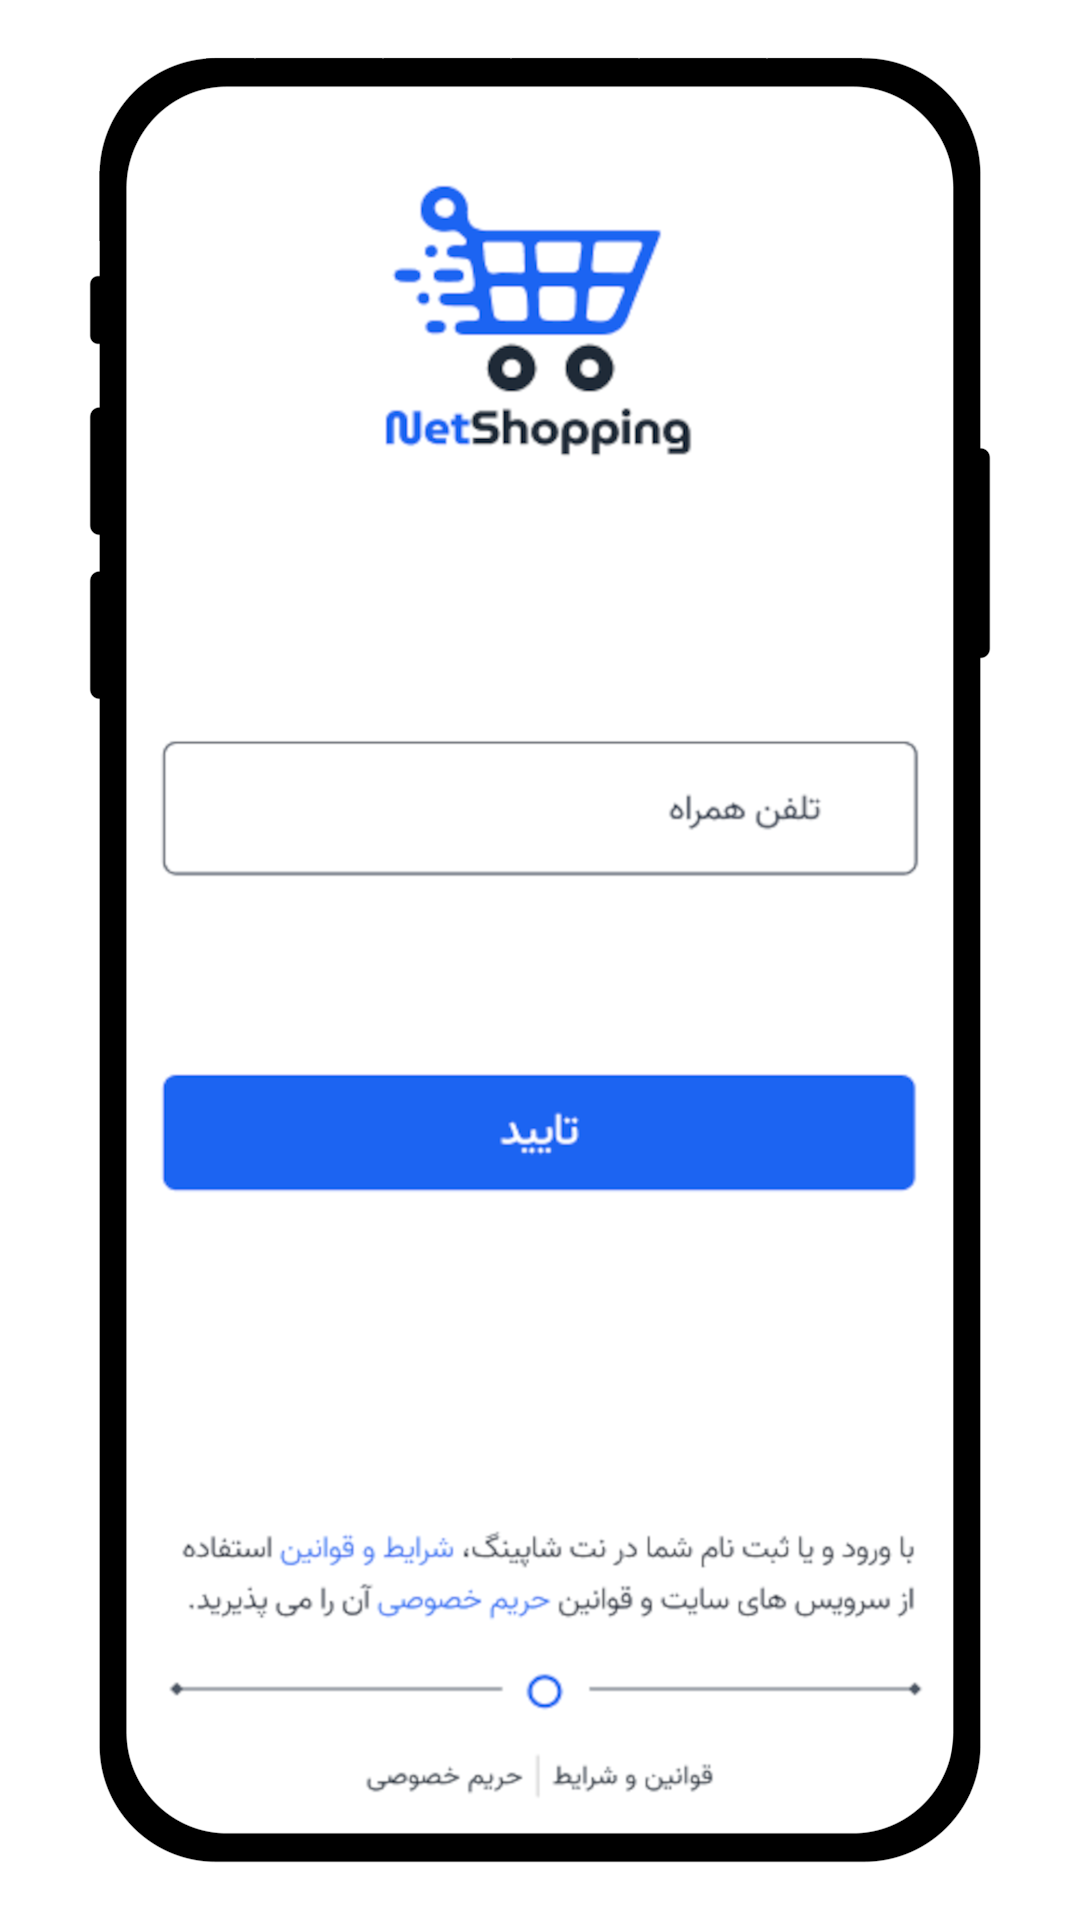 NetShopping
تلفن همراه
تایید
با ورود و یا ثبت نام شما در نت شاپینگ، شرایط و قوانین استفاده
از سرویس های سایت و قوانین حریم خصوصی آن را می پذیرید.
قوانین و شرایط | حریم خصوصی